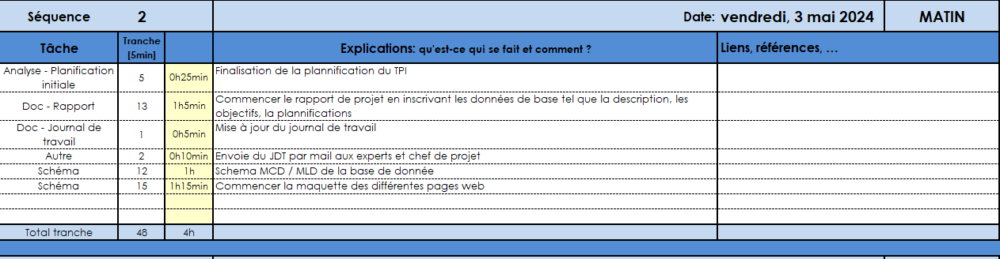 Séquence 2 Date: vendredi, 3 mai 2024 MATIN
Tâche Tranche [5min] Explications: qu'est-ce qui se fait et comment ? Liens, références, …
Analyse - Planification initiale 5 0h25min Finalisation de la plannification du TPI
Doc - Rapport 13 1h5min Commencer le rapport de projet en inscrivant les données de base tel que la description, les
objectifs, la plannifications
Doc - Journal de travail 1 0h5min Mise à jour du journal de travail
Autre 2 0h10min Envoie du JDT par mail aux experts et chef de projet
Schéma 12 1h Schema MCD / MLD de la base de donnée
Schéma 15 1h15min Commencer la maquette des différentes pages web
Total tranche 48 4h